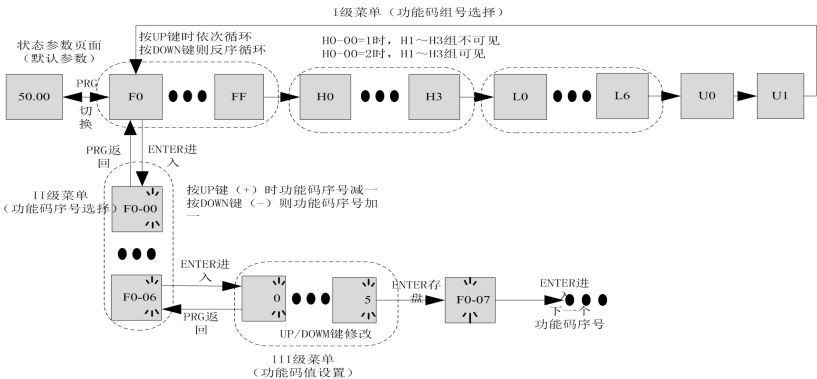 I级菜单（功能码组号选择）
按UP键时依次循环
按DOWN键则反序循环
H0-00=1时，H1～H3组不可见
H0-00=2时，H1～H3组可见
状态参数页面
（默认参数）
50.00
PRG
切
换
F0
FF
H0
H3
L0
L6
U0
U1
PRG返
回
ENTER进
入
II级菜单
（功能码序号选择）
F0-00
按UP键（+）时功能码序号减一
按DOWN键（-）则功能码序号加
一
F0-06
ENTER进
入
PRG返
回
0
5
UP/DOWM键修改
ENTER存
盘
F0-07
ENTER进
入
下一个
功能码序号
III级菜单
（功能码值设置）